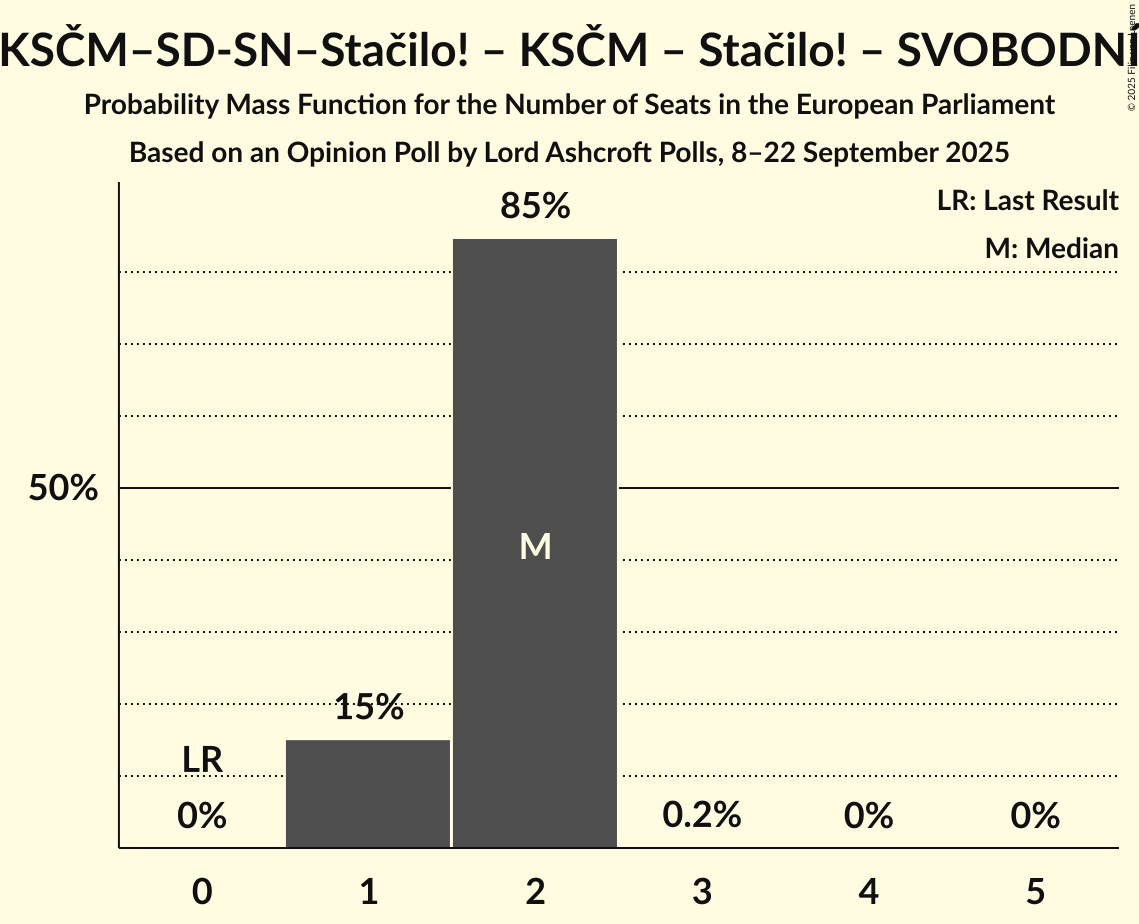 KSČM–SD-SN–Stačilo! – KSČM – Stačilo! – SVOBODNÍ
Probability Mass Function for the Number of Seats in the European Parliament
Based on an Opinion Poll by Lord Ashcroft Polls, 8–22 September 2025
LR: Last Result
M: Median
85%
50%
M
15%
LR
0%
0.2%
0%
0%
0 1 2 3 4 5
© 2025